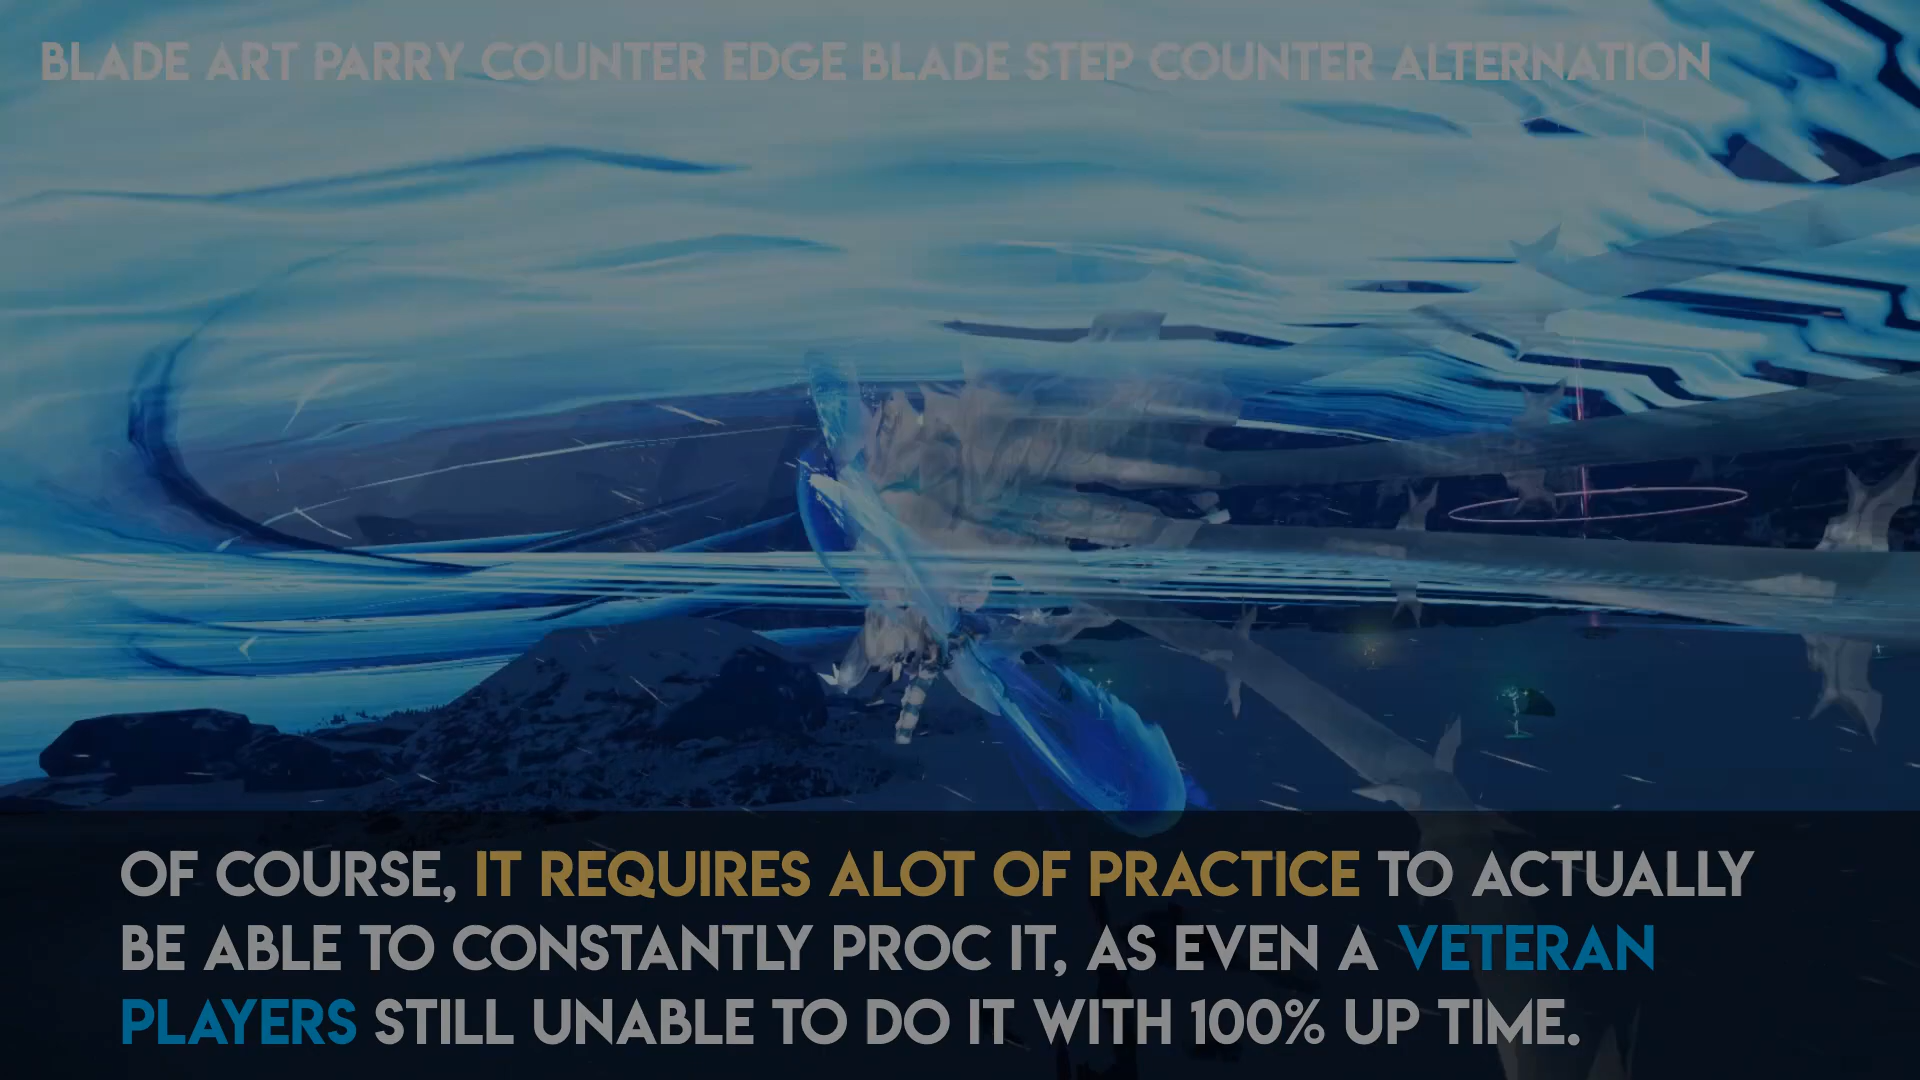 BLADE ART PARRY COUNTER EDGE BLADE STEP COUNTER ALTERNATION
OF COURSE, IT REQUIRES ALOT OF PRACTICE TO ACTUALLY
BE ABLE TO CONSTANTLY PROC IT, AS EVEN A VETERAN
PLAYERS STILL UNABLE TO DO IT WITH 100% UP TIME.